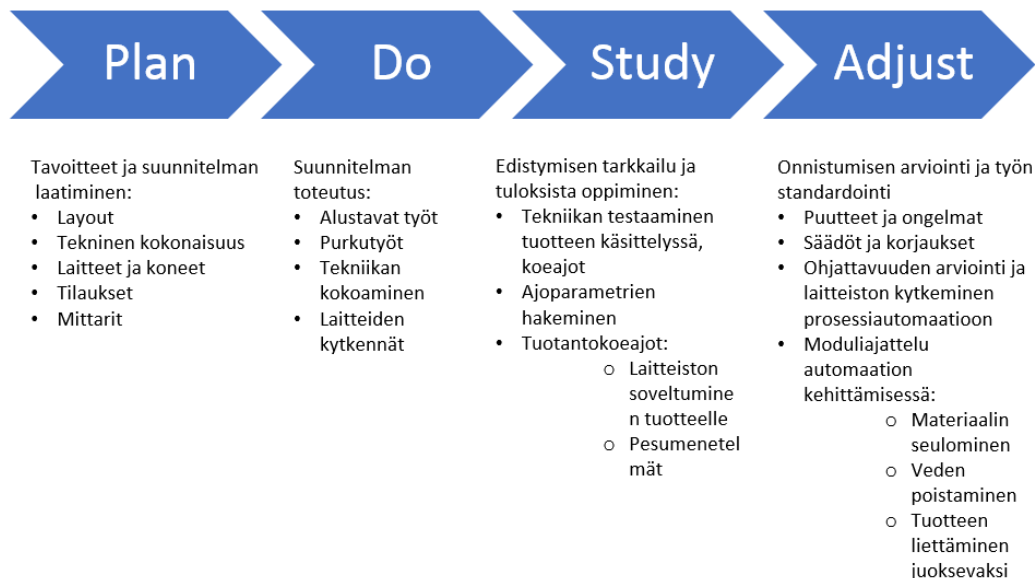 Plan
Do
Study
Adjust
Tavoitteet ja suunnitelman
laatiminen:
• Layout
• Tekninen kokonaisuus
• Laitteet ja koneet
• Tilaukset
• Mittarit
Suunnitelman
toteutus:
• Alustavat työt
• Purkutyöt
• Tekniikan
kokoaminen
• Laitteiden
kytkennät
Edistymisen tarkkailu ja
tuloksista oppiminen:
• Tekniikan testaaminen
tuotteen käsittelyssä,
koeajot
• Ajoparametrien
hakeminen
• Tuotantokoeajot:
o Laitteiston
soveltumine
n tuotteelle
o Pesumenetel
mät
Onnistumisen arviointi ja työn
standardointi
• Puutteet ja ongelmat
• Säädöt ja korjaukset
• Ohjattavuuden arviointi ja
laitteiston kytkeminen
prosessiautomaatioon
• Moduliajattelu
automaation
kehittämisessä:
o Materiaalin
seulominen
o Veden
poistaminen
o Tuotteen
liettäminen
juoksevaksi